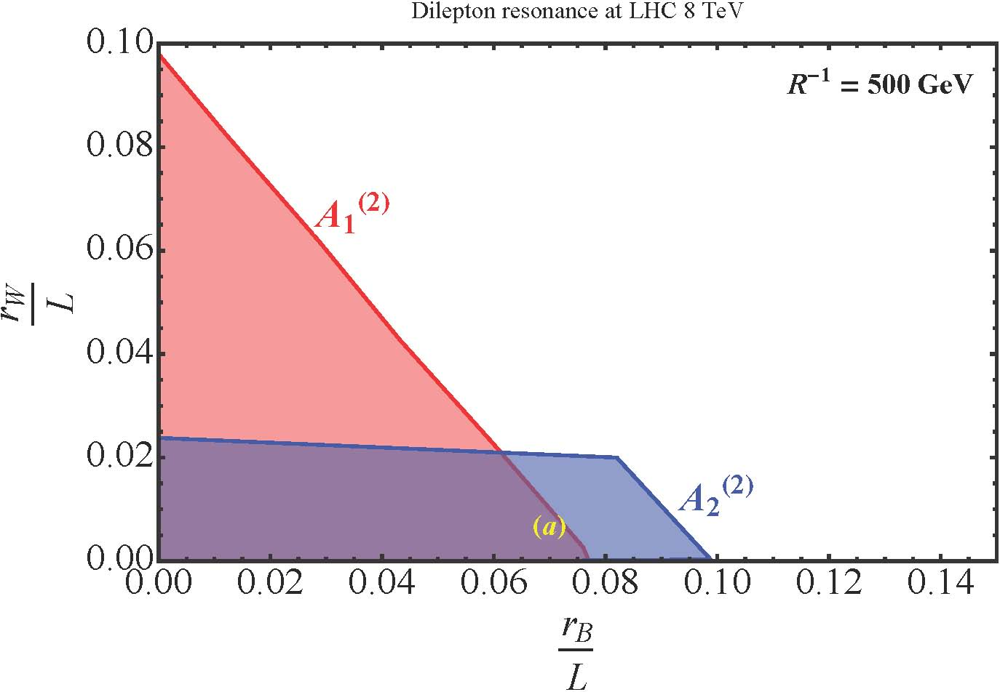 Dilepton resonance at LHC 8 TeV
0.10
R⁻¹ = 500 GeV
0.08
A₁⁽²⁾
0.06
r_W
L
0.04
0.02
A₂⁽²⁾
(a)
0.00
0.00 0.02 0.04 0.06 0.08 0.10 0.12 0.14
r_B
L